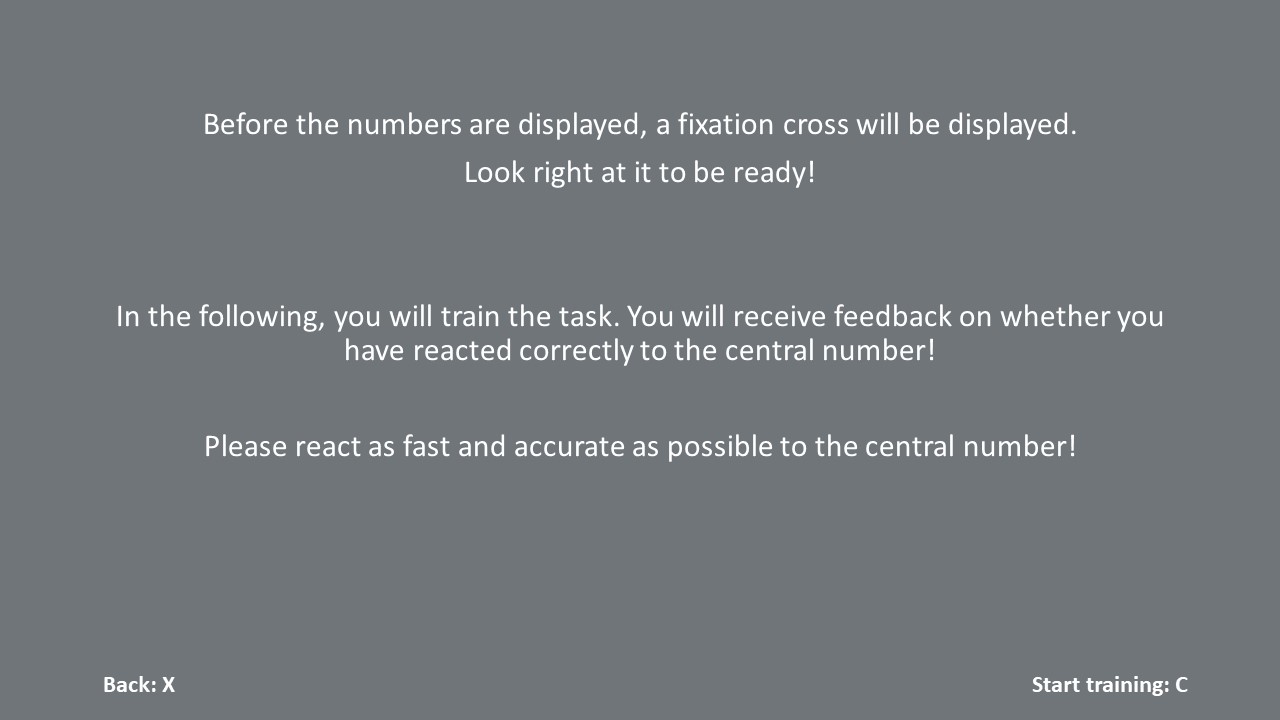 Before the numbers are displayed, a fixation cross will be displayed.
Look right at it to be ready!
In the following, you will train the task. You will receive feedback on whether you
have reacted correctly to the central number!
Please react as fast and accurate as possible to the central number!
Back: X
Start training: C